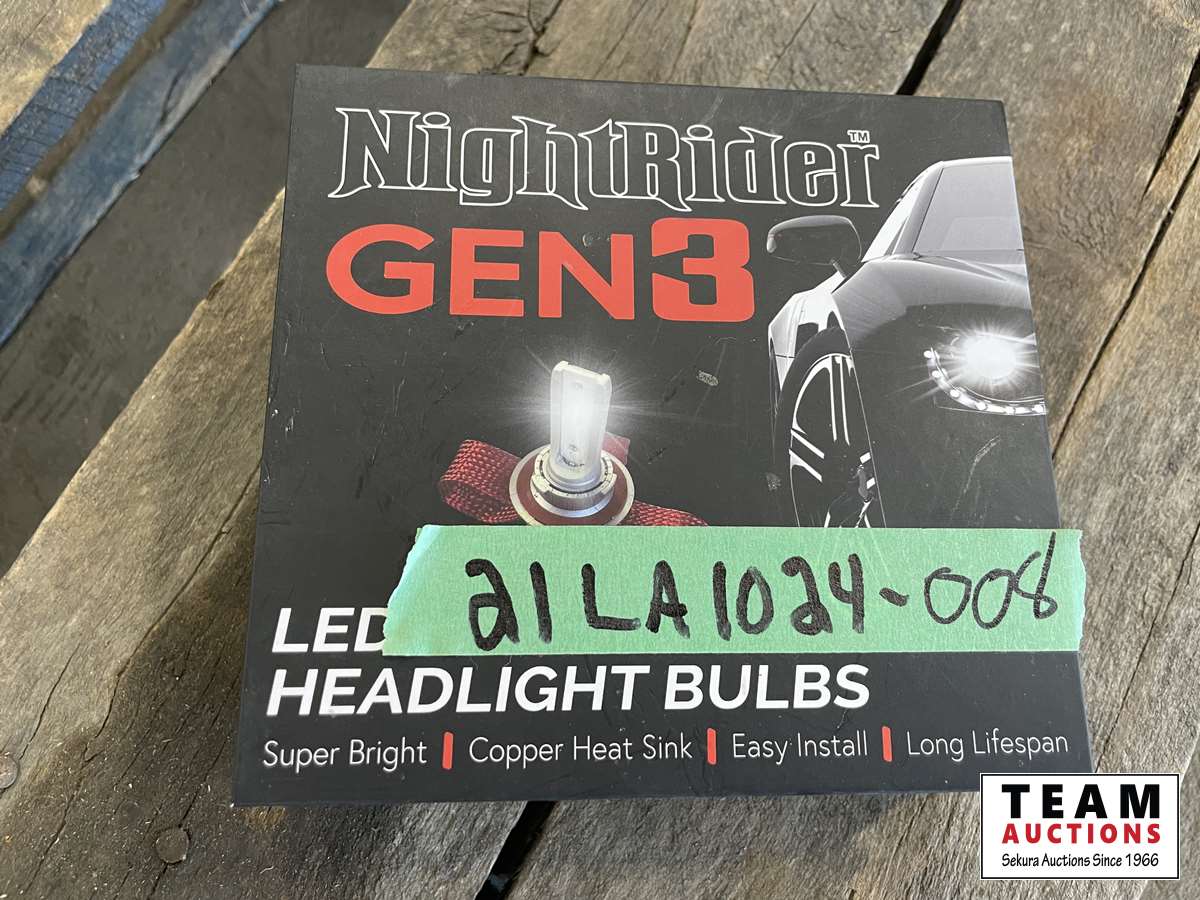 NightRider™
GEN3
21LA1024-008
LED
HEADLIGHT BULBS
Super Bright | Copper Heat Sink | Easy Install | Long Lifespan
TEAM
AUCTIONS
Sekura Auctions Since 1966